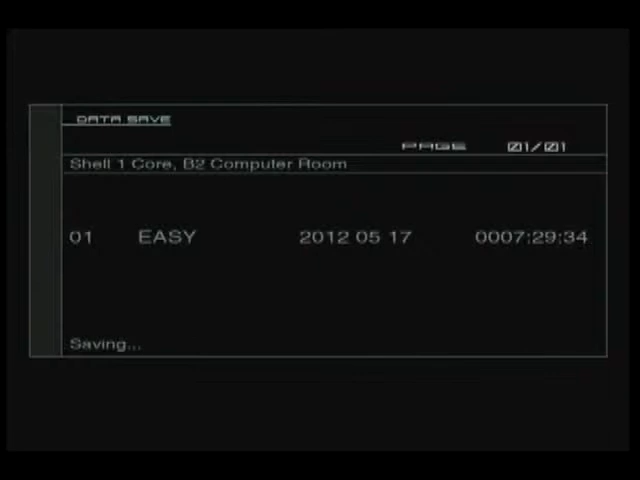 DATA SAVE
PAGE 01/01
Shell 1 Core, B2 Computer Room
01 EASY 2012 05 17 0007:29:34
Saving...